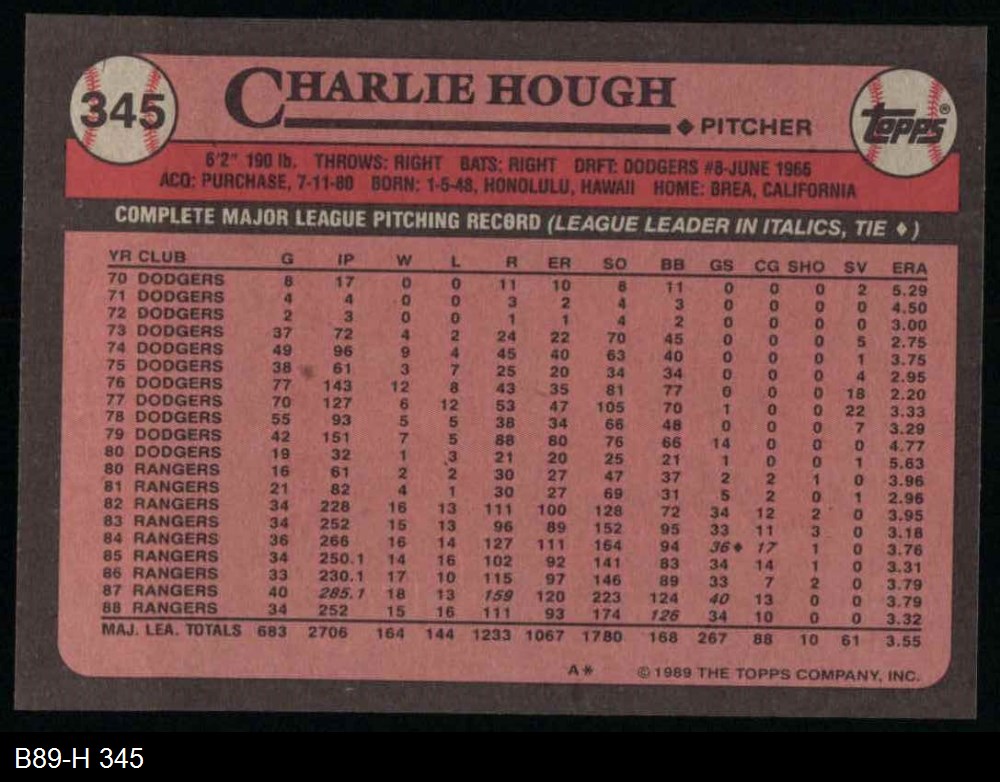 345
CHARLIE HOUGH
♦ PITCHER
TOPPS®
6'2" 190 lb. THROWS: RIGHT BATS: RIGHT DRFT: DODGERS #8-JUNE 1966
ACQ: PURCHASE, 7-11-80 BORN: 1-5-48, HONOLULU, HAWAII HOME: BREA, CALIFORNIA
COMPLETE MAJOR LEAGUE PITCHING RECORD (LEAGUE LEADER IN ITALICS, TIE ♦)
YR CLUB G IP W L R ER SO BB GS CG SHO SV ERA
70 DODGERS 8 17 0 0 11 10 8 11 0 0 0 2 5.29
71 DODGERS 4 4 0 0 3 2 4 3 0 0 0 0 4.50
72 DODGERS 2 3 0 0 1 1 4 2 0 0 0 0 3.00
73 DODGERS 37 72 4 2 24 22 70 45 0 0 0 5 2.75
74 DODGERS 49 96 9 4 45 40 63 40 0 0 0 1 3.75
75 DODGERS 38 61 3 7 25 20 34 34 0 0 0 4 2.95
76 DODGERS 77 143 12 8 43 35 81 77 0 0 0 18 2.20
77 DODGERS 70 127 6 12 53 47 105 70 1 0 0 22 3.33
78 DODGERS 55 93 5 5 38 34 66 48 0 0 0 7 3.29
79 DODGERS 42 151 7 5 88 80 76 66 14 0 0 0 4.77
80 DODGERS 19 32 1 3 21 20 25 21 1 0 0 1 5.63
80 RANGERS 16 61 2 2 30 27 47 37 2 2 1 0 3.96
81 RANGERS 21 82 4 1 30 27 69 31 5 2 0 1 2.96
82 RANGERS 34 228 16 13 111 100 128 72 34 12 2 0 3.95
83 RANGERS 34 252 15 13 96 89 152 95 33 11 3 0 3.18
84 RANGERS 36 266 16 14 127 111 164 94 36♦ 17 1 0 3.76
85 RANGERS 34 250.1 14 16 102 92 141 83 34 14 1 0 3.31
86 RANGERS 33 230.1 17 10 115 97 146 89 33 7 2 0 3.79
87 RANGERS 40 285.1 18 13 159 120 223 124 40 13 0 0 3.79
88 RANGERS 34 252 15 16 111 93 174 126 34 10 0 0 3.32
MAJ. LEA. TOTALS 683 2706 164 144 1233 1067 1780 168 267 88 10 61 3.55
A* © 1989 THE TOPPS COMPANY, INC.
B89-H 345